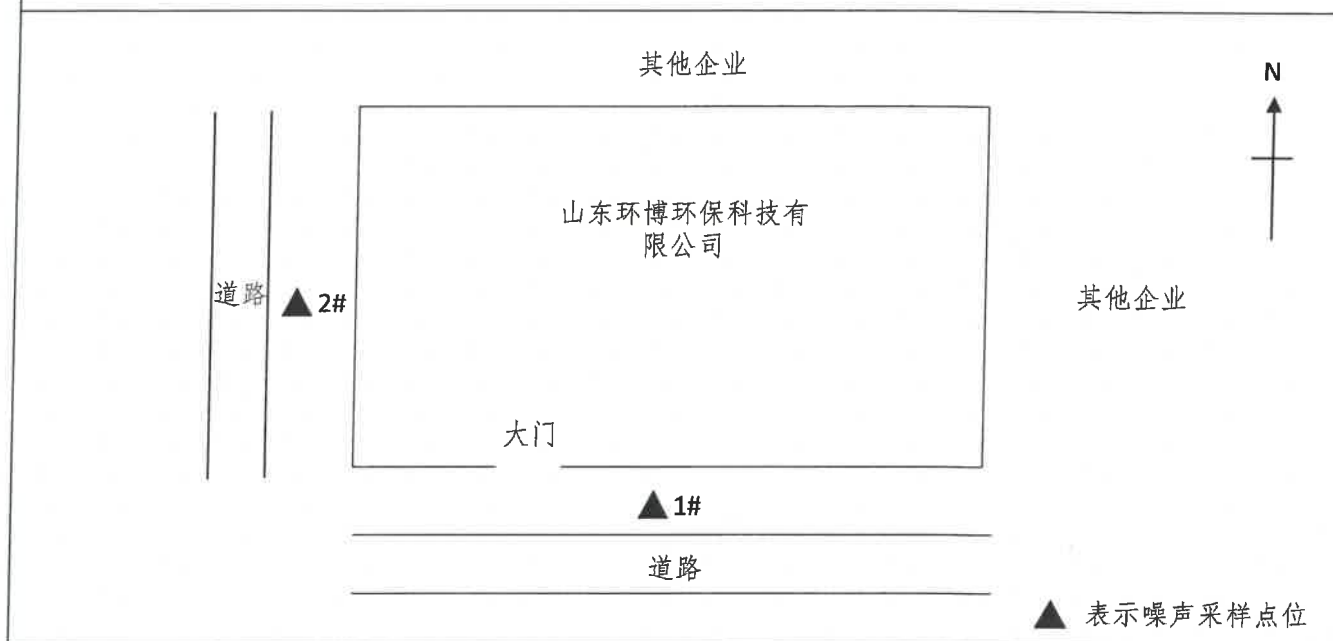 其他企业
N
山东环博环保科技有
限公司
道路
▲2#
其他企业
大门
▲1#
道路
▲ 表示噪声采样点位